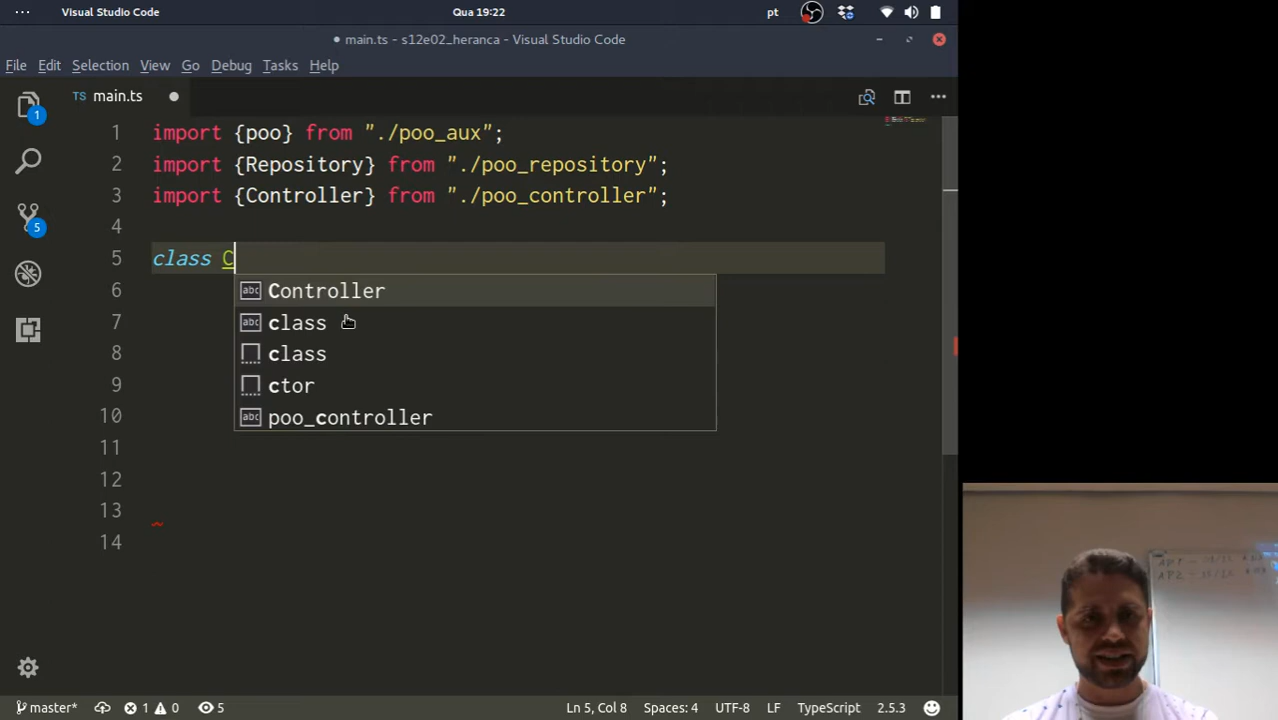 Visual Studio Code
Qua 19:22
pt
main.ts - s12e02_heranca - Visual Studio Code
File Edit Selection View Go Debug Tasks Help
TS main.ts
1
5
1 import {poo} from "./poo_aux";
2 import {Repository} from "./poo_repository";
3 import {Controller} from "./poo_controller";
4
5 class C
6 Controller
7 class
8 class
9 ctor
10 poo_controller
11
12
13
14
master* 1 0 5
Ln 5, Col 8 Spaces: 4 UTF-8 LF TypeScript 2.5.3